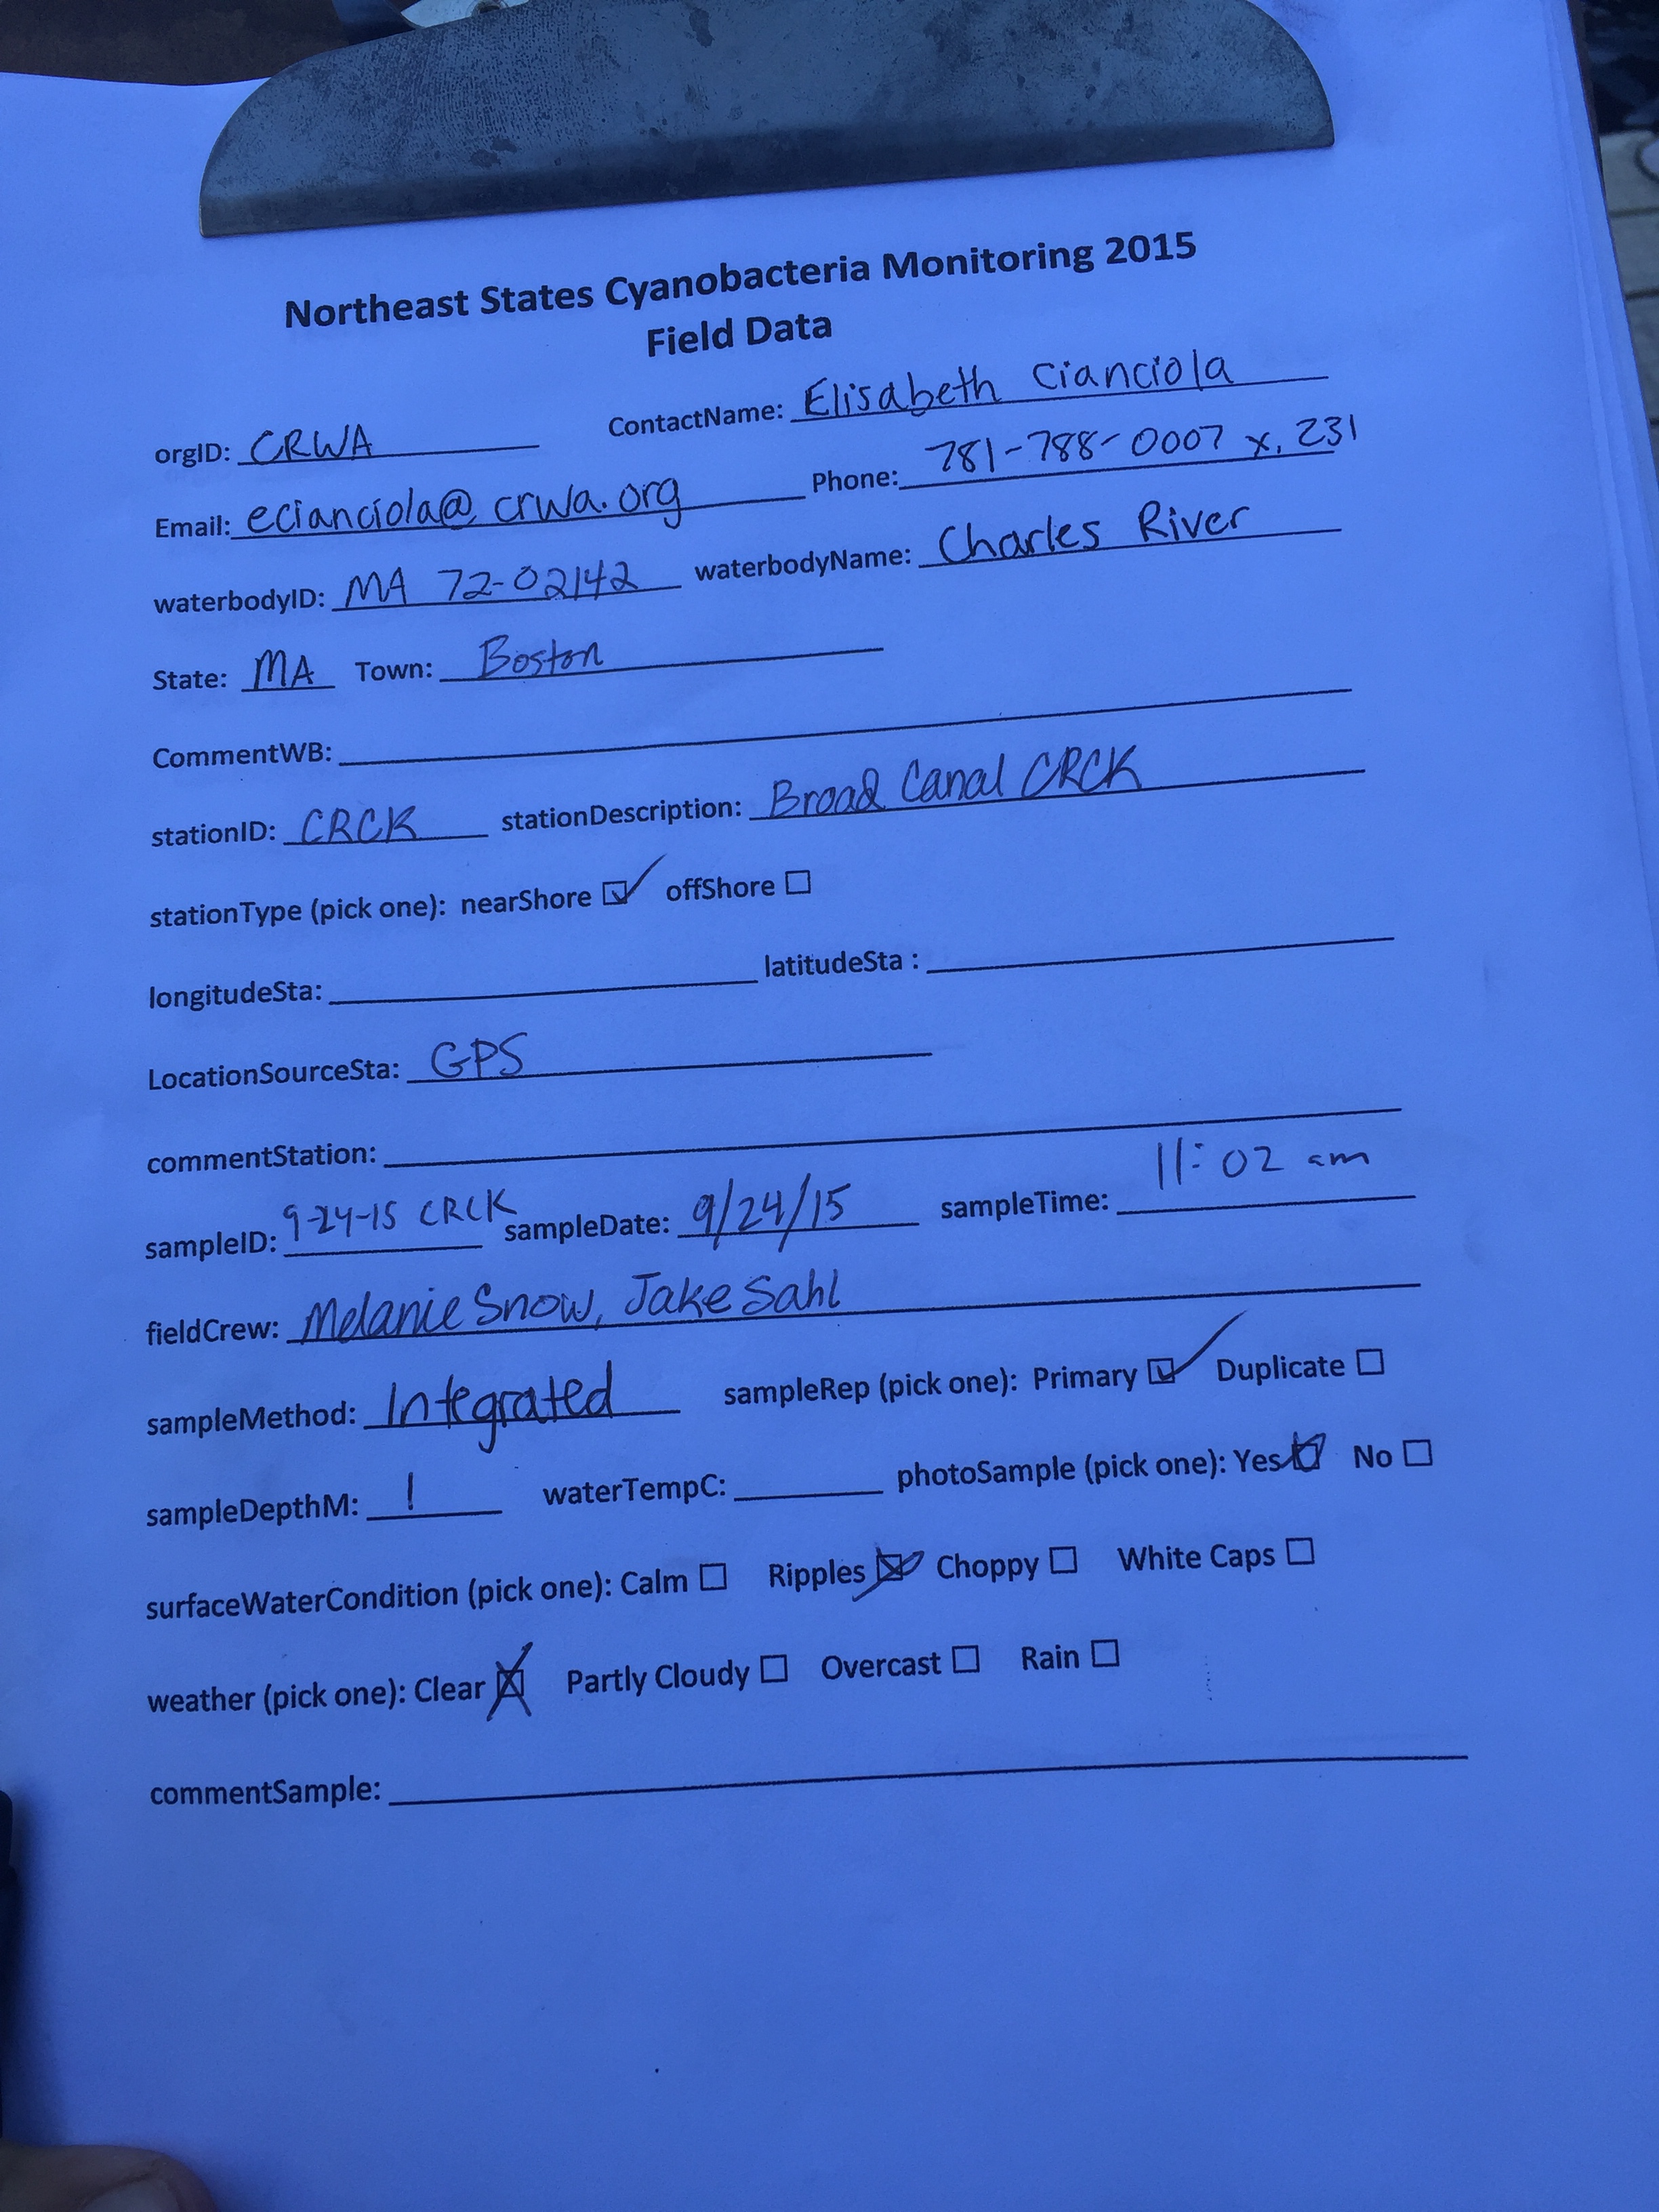 Northeast States Cyanobacteria Monitoring 2015
Field Data
orgID: CRWA ContactName: Elisabeth Cianciola
Email: ecianciola@crwa.org Phone: 781-788-0007 x. 231
waterbodyID: MA 72-02142 waterbodyName: Charles River
State: MA Town: Boston
CommentWB:
stationID: CRCK stationDescription: Broad Canal CRCK
stationType (pick one): nearShore ☑ offShore ☐
longitudeSta: latitudeSta :
LocationSourceSta: GPS
commentStation:
sampleID: 9-24-15 CRCK sampleDate: 9/24/15 sampleTime: 11:02 am
fieldCrew: Melanie Snow, Jake Sahl
sampleMethod: Integrated sampleRep (pick one): Primary ☑ Duplicate ☐
sampleDepthM: 1 waterTempC: photoSample (pick one): Yes ☑ No ☐
surfaceWaterCondition (pick one): Calm ☐ Ripples ☒ Choppy ☐ White Caps ☐
weather (pick one): Clear ☒ Partly Cloudy ☐ Overcast ☐ Rain ☐
commentSample: